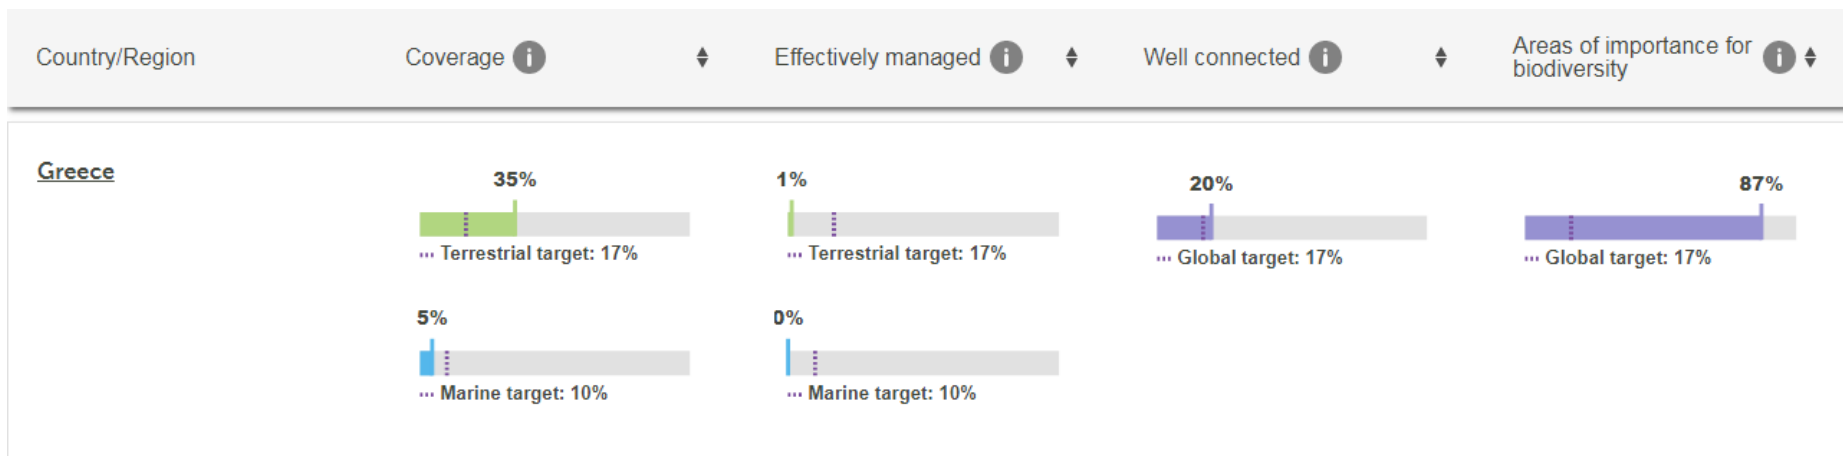 Country/Region
Coverage
Effectively managed
Well connected
Areas of importance for
biodiversity
Greece
35%
Terrestrial target: 17%
1%
Terrestrial target: 17%
20%
Global target: 17%
87%
Global target: 17%
5%
Marine target: 10%
0%
Marine target: 10%